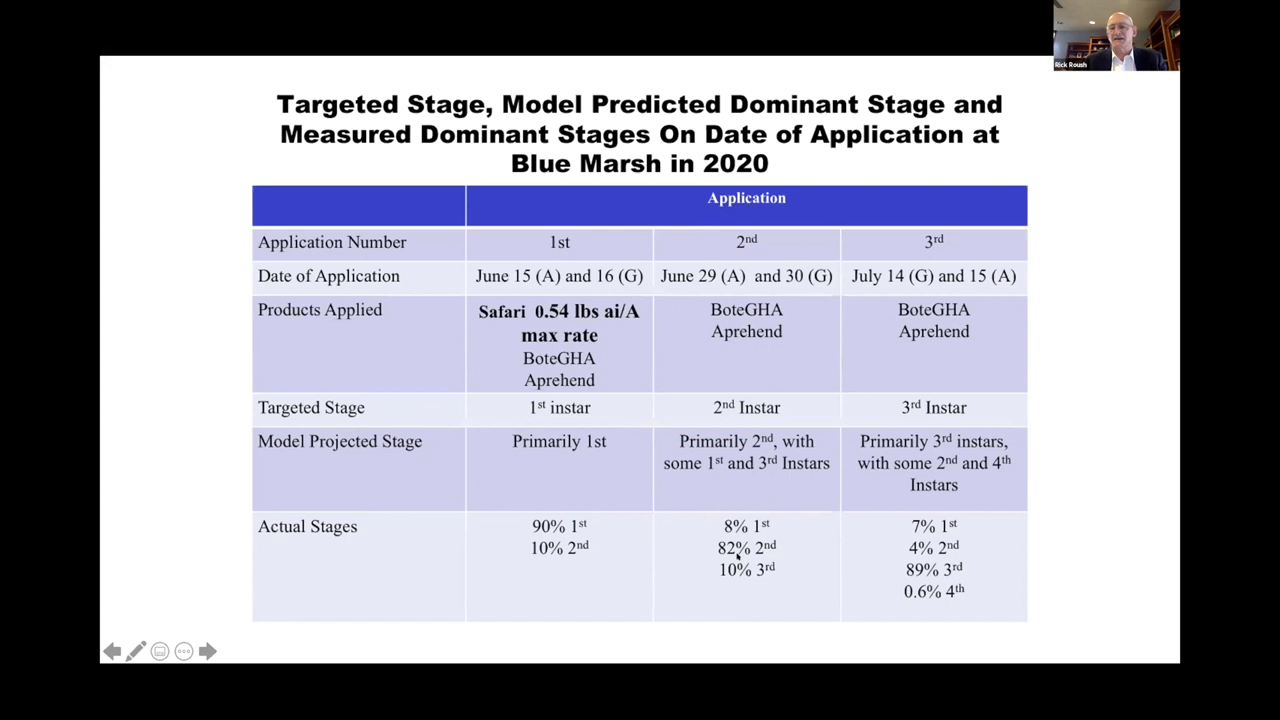 Rick Roush
Targeted Stage, Model Predicted Dominant Stage and
Measured Dominant Stages On Date of Application at
Blue Marsh in 2020
Application
Application Number 1st 2nd 3rd
Date of Application June 15 (A) and 16 (G) June 29 (A) and 30 (G) July 14 (G) and 15 (A)
Products Applied Safari 0.54 lbs ai/A BoteGHA BoteGHA
max rate Aprehend Aprehend
BoteGHA
Aprehend
Targeted Stage 1st instar 2nd Instar 3rd Instar
Model Projected Stage Primarily 1st Primarily 2nd, with Primarily 3rd instars,
some 1st and 3rd Instars with some 2nd and 4th
Instars
Actual Stages 90% 1st 8% 1st 7% 1st
10% 2nd 82% 2nd 4% 2nd
10% 3rd 89% 3rd
0.6% 4th